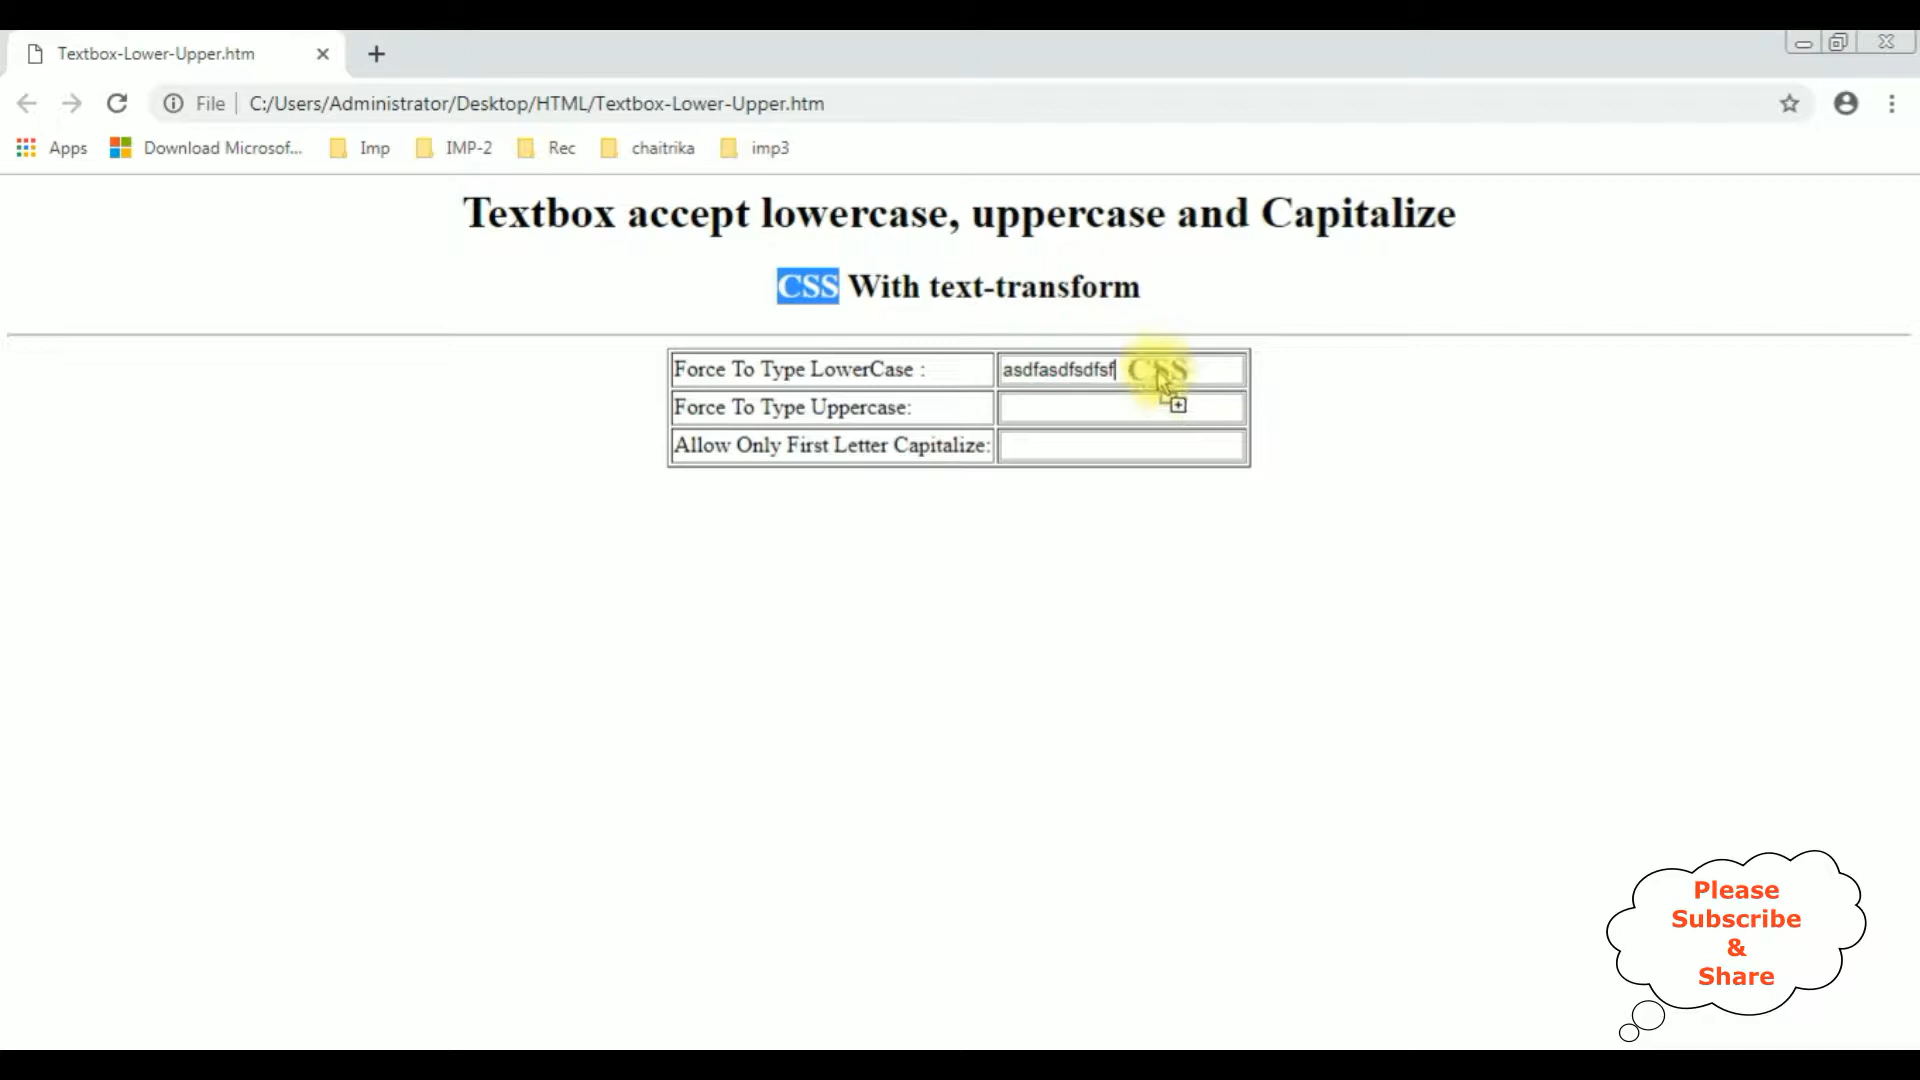 Textbox-Lower-Upper.htm
File C:/Users/Administrator/Desktop/HTML/Textbox-Lower-Upper.htm
Apps Download Microsof... Imp IMP-2 Rec chaitrika imp3
Textbox accept lowercase, uppercase and Capitalize
CSS With text-transform
Force To Type LowerCase : asdfasdfsdfsf CSS
Force To Type Uppercase:
Allow Only First Letter Capitalize:
Please
Subscribe
&
Share